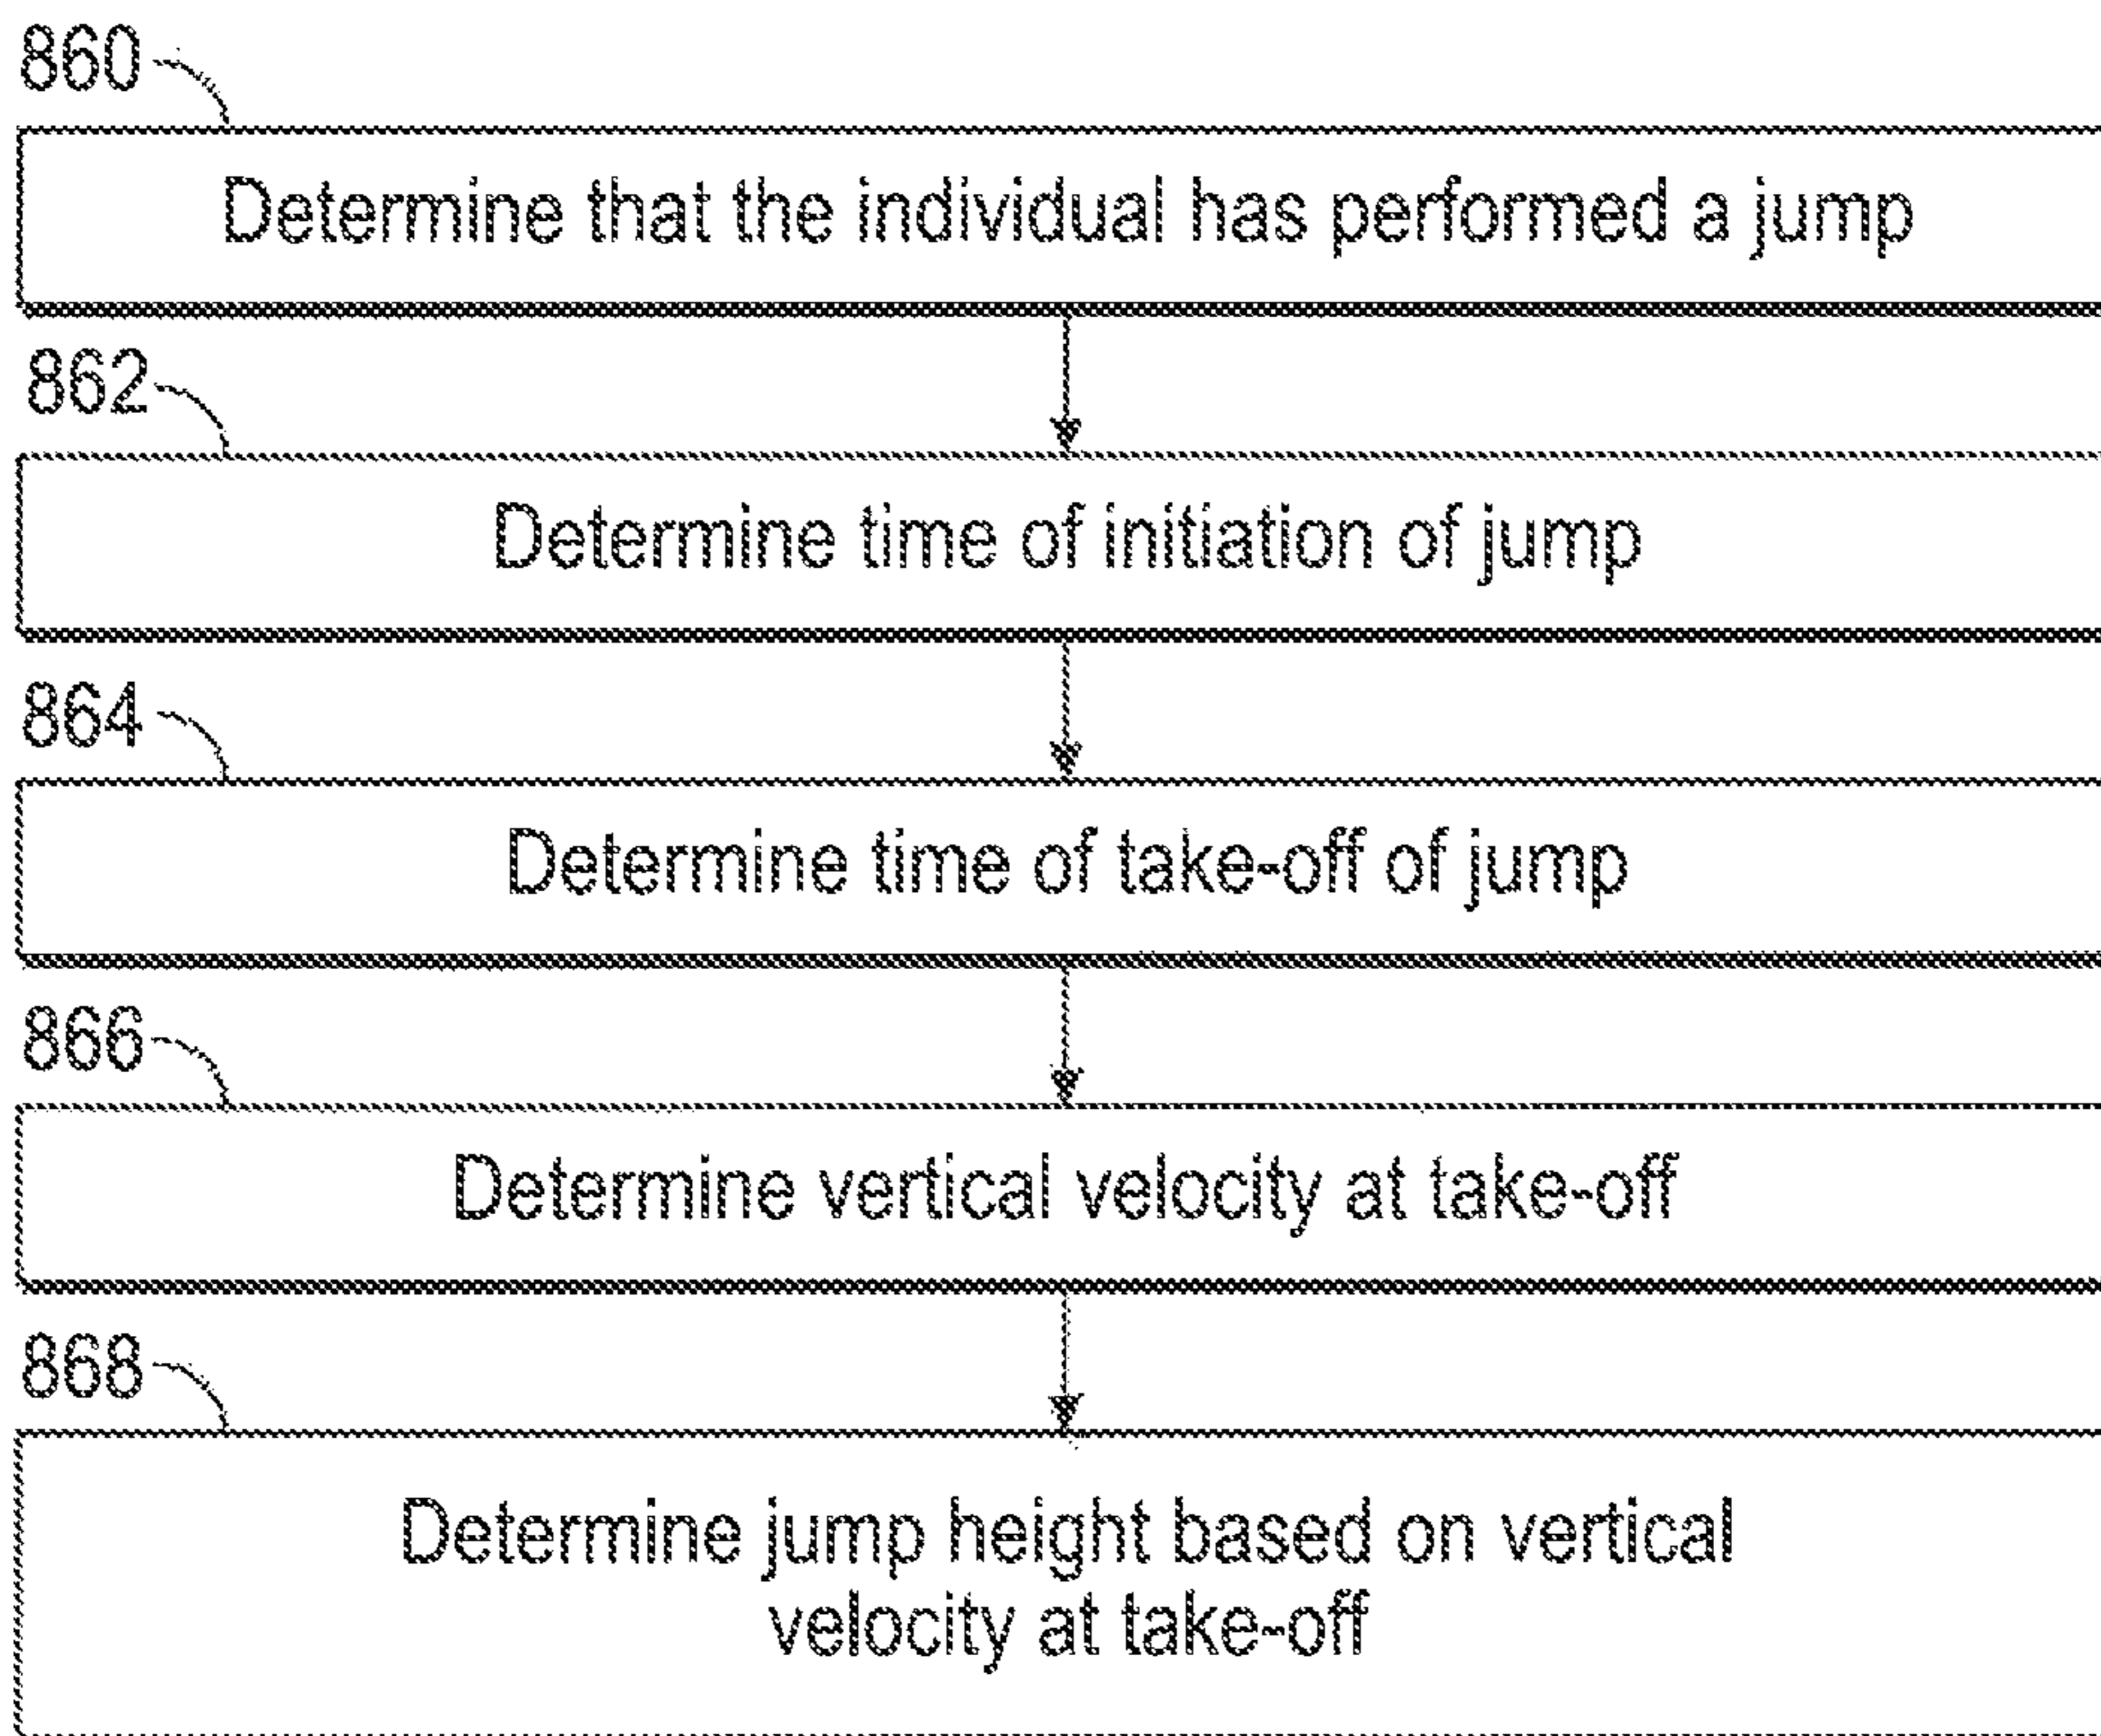 860
Determine that the individual has performed a jump
862
Determine time of initiation of jump
864
Determine time of take-off of jump
866
Determine vertical velocity at take-off
868
Determine jump height based on vertical
velocity at take-off